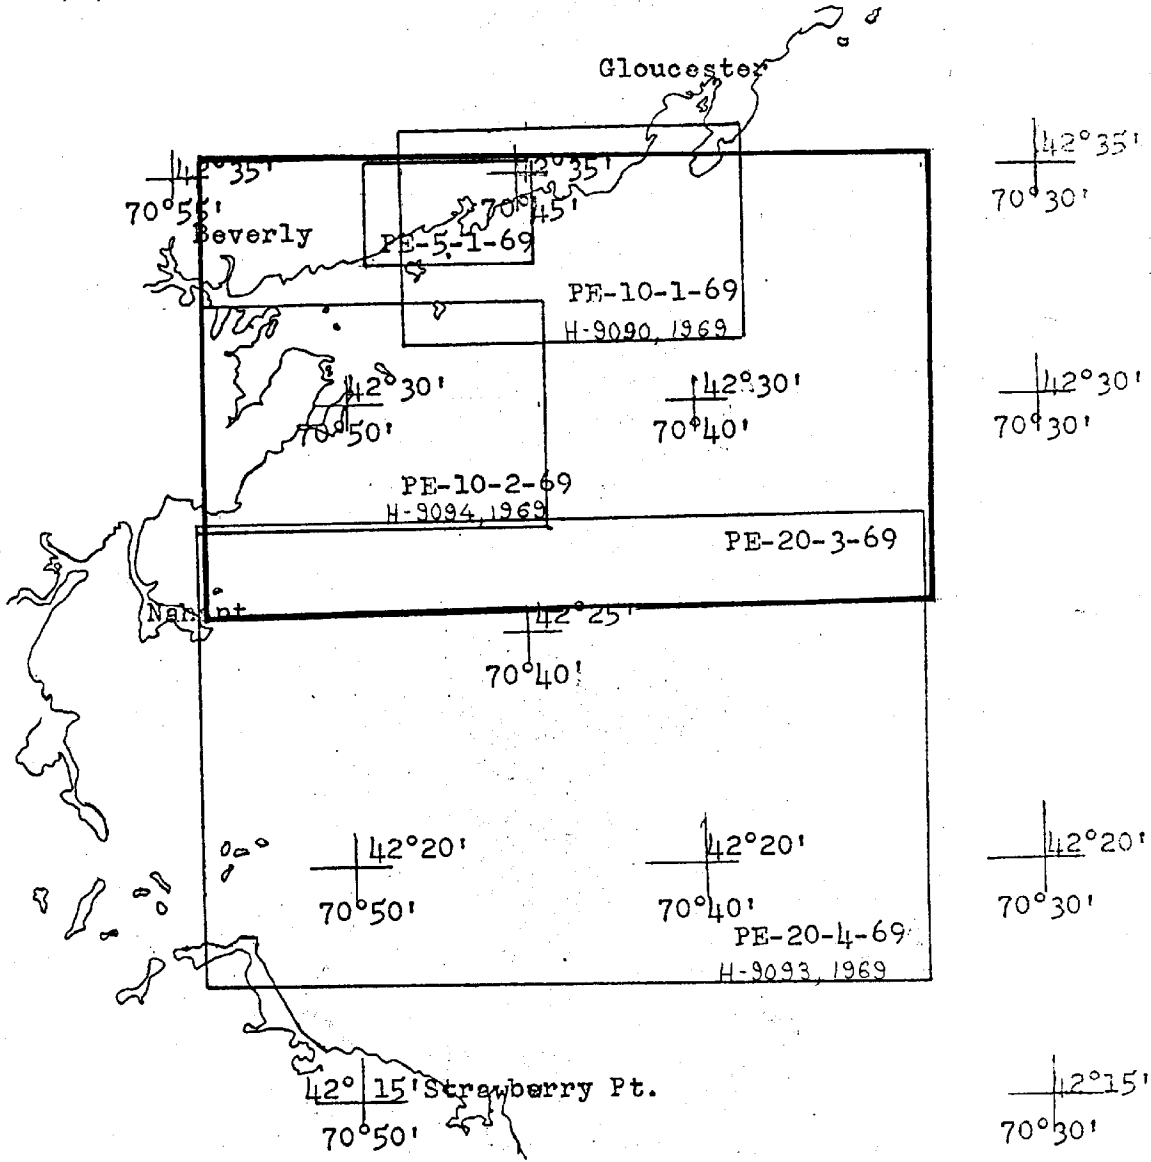 Gloucester
42°35'
70°55'
42°35'
70°45'
42°35'
70°30'
Beverly
PE-5-1-69
PE-10-1-69
H-9090, 1969
42°30'
70°50'
42°30'
70°40'
42°30'
70°30'
PE-10-2-69
H-9094, 1969
PE-20-3-69
Nahant
42°25'
70°40'
42°20'
70°50'
42°20'
70°40'
42°20'
70°30'
PE-20-4-69
H-9093, 1969
42°15' Strawberry Pt.
70°50'
42°15'
70°30'